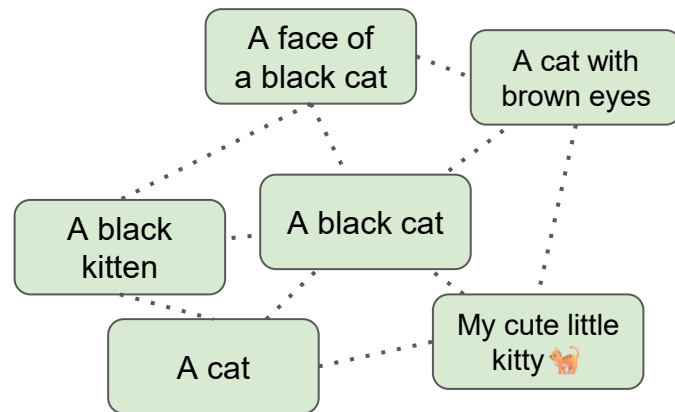 A face of
a black cat
A cat with
brown eyes
A black
kitten
A black cat
A cat
My cute little
kitty🐈